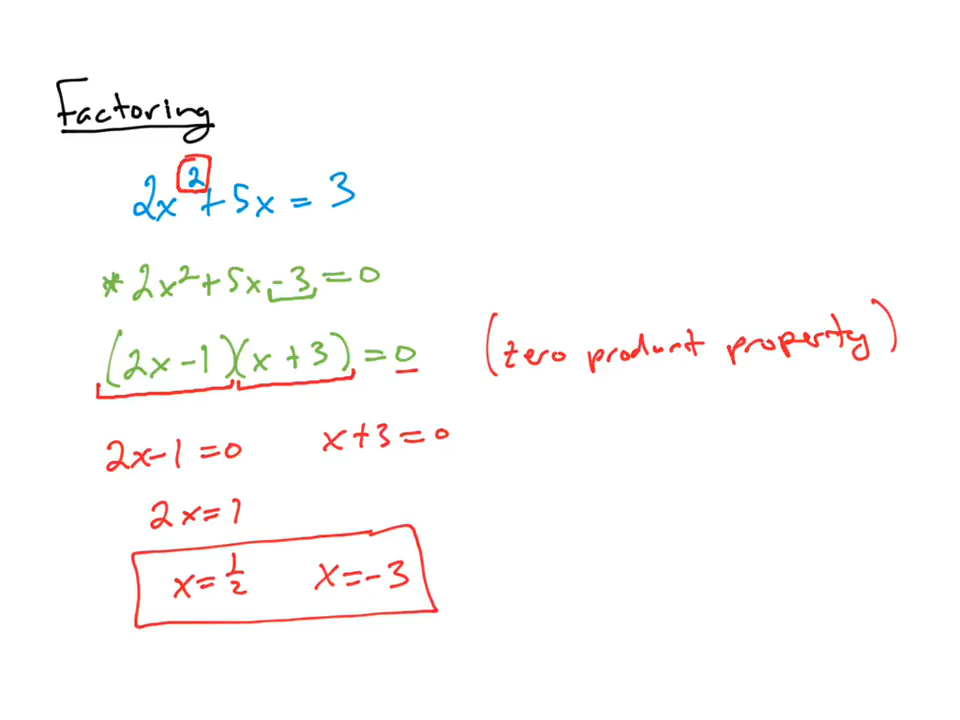 Factoring
2x²+5x = 3
*2x²+5x-3=0
(2x-1)(x+3)=0 (zero product property)
2x-1=0 x+3=0
2x=1
x=1/2 x=-3